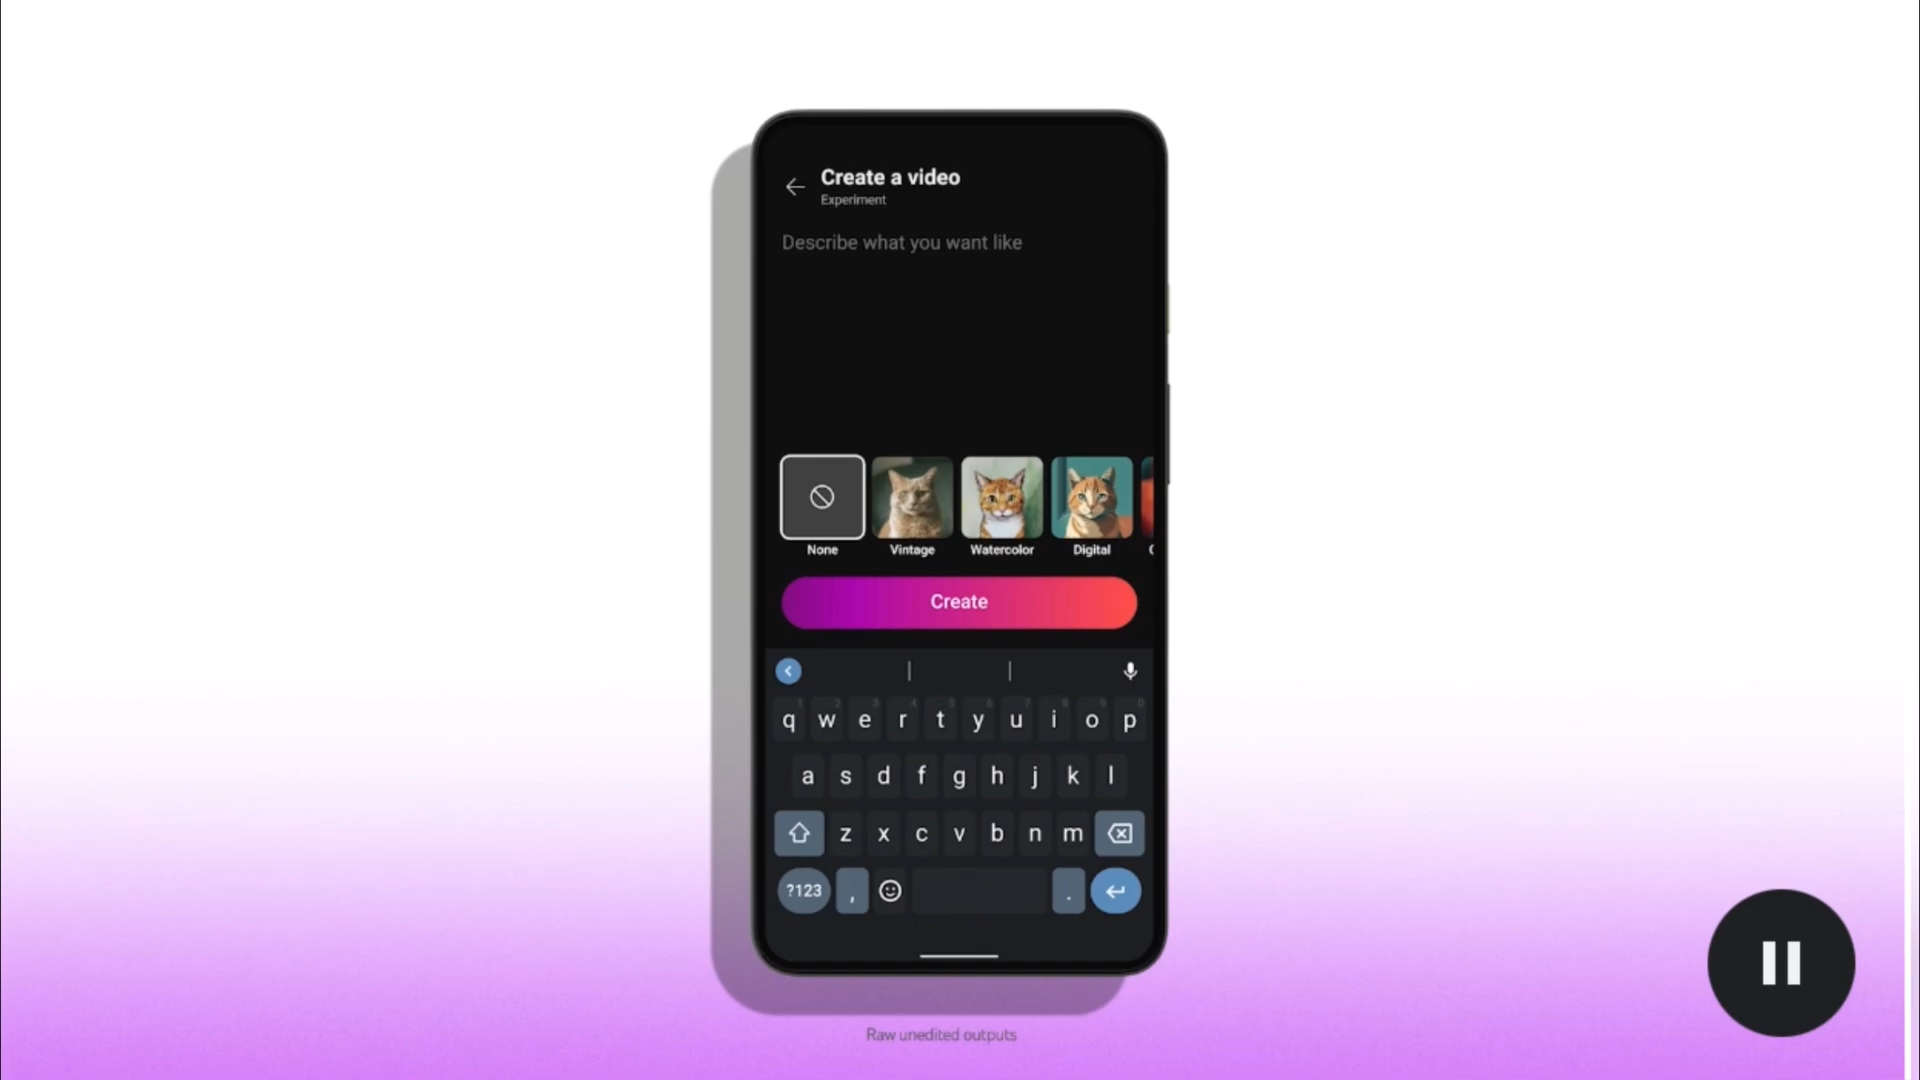 Create a video
Experiment
Describe what you want like
None
Vintage
Watercolor
Digital
Create
q w e r t y u i o p
a s d f g h j k l
z x c v b n m
?123 , .
Raw unedited outputs